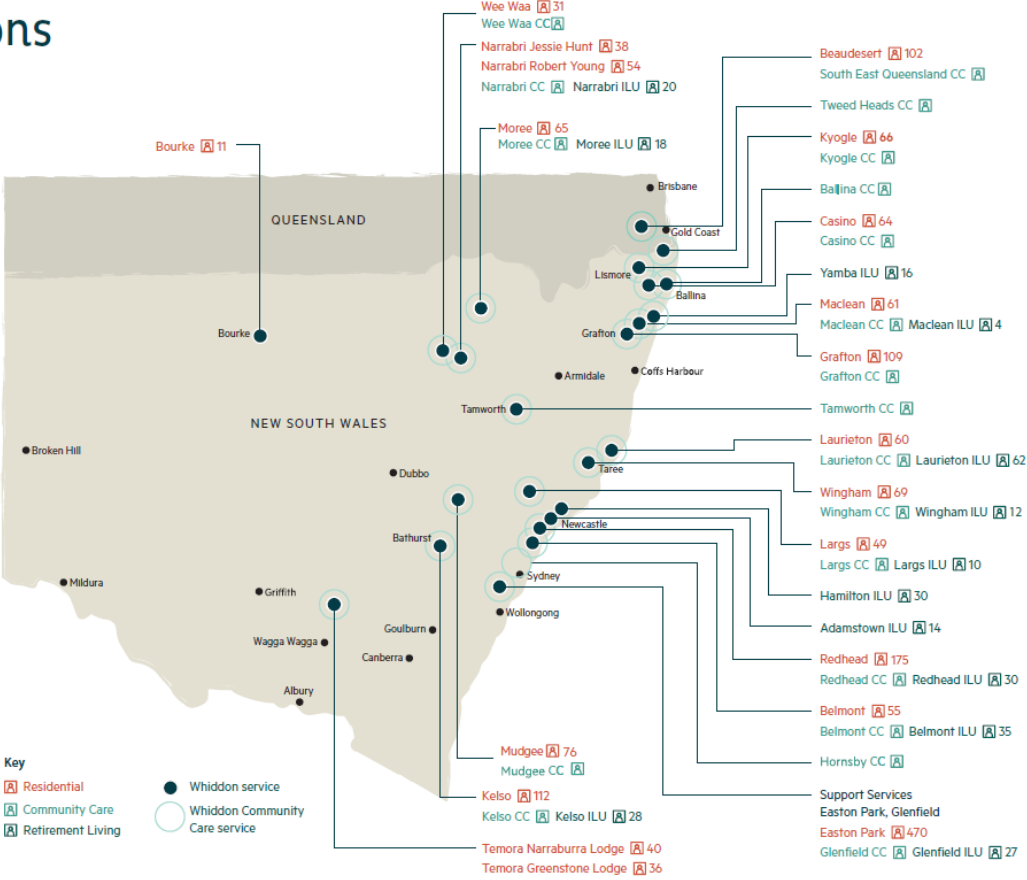 ons
Wee Waa 31
Wee Waa CC
Narrabri Jessie Hunt 38
Narrabri Robert Young 54
Narrabri CC Narrabri ILU 20
Moree 65
Moree CC Moree ILU 18
Bourke 11
Beaudesert 102
South East Queensland CC
Tweed Heads CC
Kyogle 66
Kyogle CC
Ballina CC
Casino 64
Casino CC
Yamba ILU 16
Maclean 61
Maclean CC Maclean ILU 4
Grafton 109
Grafton CC
Tamworth CC
Laurieton 60
Laurieton CC Laurieton ILU 62
Wingham 69
Wingham CC Wingham ILU 12
Largs 49
Largs CC Largs ILU 10
Hamilton ILU 30
Adamstown ILU 14
Redhead 175
Redhead CC Redhead ILU 30
Belmont 55
Belmont CC Belmont ILU 35
Hornsby CC
Support Services
Easton Park, Glenfield
Easton Park 470
Glenfield CC Glenfield ILU 27
QUEENSLAND
Brisbane
Gold Coast
Lismore
Ballina
Bourke
Grafton
Armidale
Coffs Harbour
Tamworth
NEW SOUTH WALES
Broken Hill
Dubbo
Taree
Newcastle
Bathurst
Sydney
Mildura
Griffith
Wollongong
Goulburn
Wagga Wagga
Canberra
Albury
Mudgee 76
Mudgee CC
Kelso 112
Kelso CC Kelso ILU 28
Temora Narraburra Lodge 40
Temora Greenstone Lodge 36
Key
Residential
Community Care
Retirement Living
Whiddon service
Whiddon Community
Care service